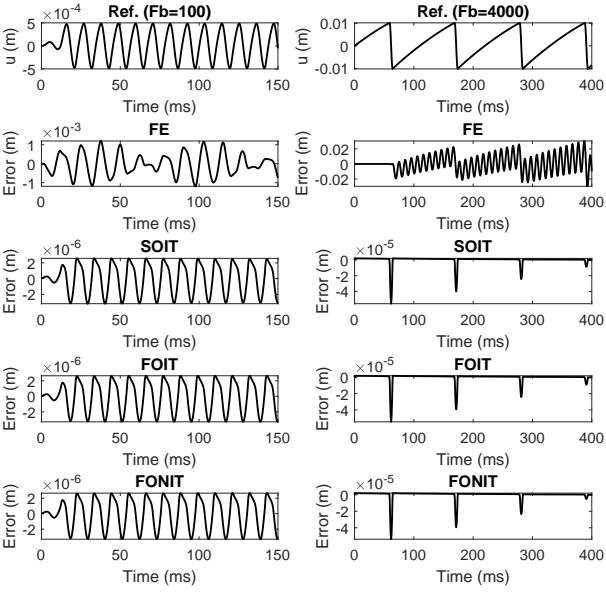 Ref. (Fb=100)
×10^-4
5
0
-5
u (m)
0 50 100 150
Time (ms)
Ref. (Fb=4000)
0.01
0
-0.01
u (m)
0 100 200 300 400
Time (ms)
FE
×10^-3
1
0
-1
Error (m)
0 50 100 150
Time (ms)
FE
0.02
0
-0.02
Error (m)
0 100 200 300 400
Time (ms)
SOIT
×10^-6
2
0
-2
Error (m)
0 50 100 150
Time (ms)
SOIT
×10^-5
0
-2
-4
Error (m)
0 100 200 300 400
Time (ms)
FOIT
×10^-6
2
0
-2
Error (m)
0 50 100 150
Time (ms)
FOIT
×10^-5
0
-2
-4
Error (m)
0 100 200 300 400
Time (ms)
FONIT
×10^-6
2
0
-2
Error (m)
0 50 100 150
Time (ms)
FONIT
×10^-5
0
-2
-4
Error (m)
0 100 200 300 400
Time (ms)